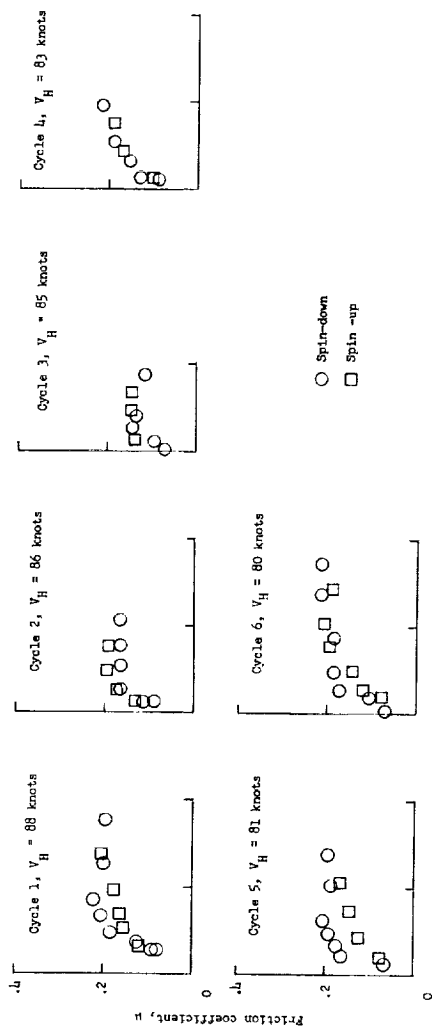 Cycle 1, V_H = 88 knots
Cycle 2, V_H = 86 knots
Cycle 3, V_H = 85 knots
Cycle 4, V_H = 83 knots
.4
.2
0
Cycle 5, V_H = 81 knots
Cycle 6, V_H = 80 knots
.4
.2
0
Friction coefficient, μ
Spin-down
Spin -up